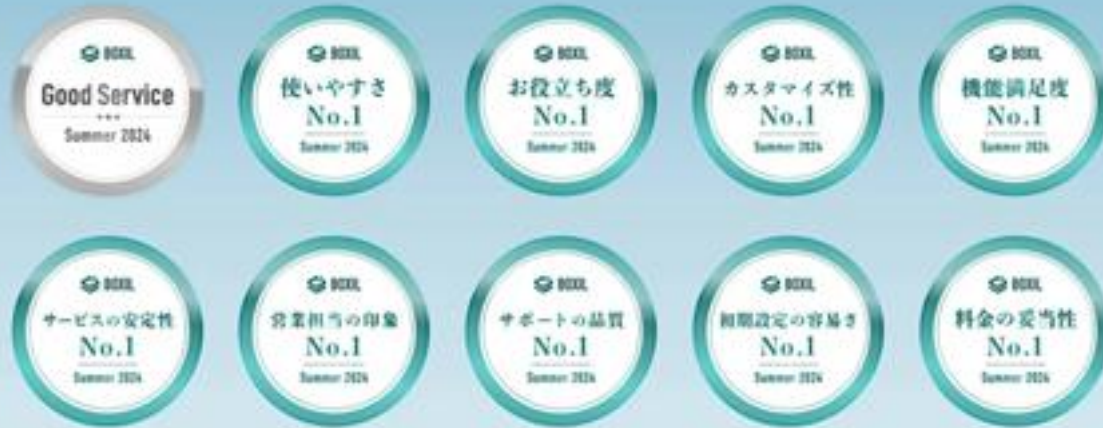 BOXIL
Good Service
Summer 2024
BOXIL
使いやすさ
No.1
Summer 2024
BOXIL
お役立ち度
No.1
Summer 2024
BOXIL
カスタマイズ性
No.1
Summer 2024
BOXIL
機能満足度
No.1
Summer 2024
BOXIL
サービスの安定性
No.1
Summer 2024
BOXIL
営業担当の印象
No.1
Summer 2024
BOXIL
サポートの品質
No.1
Summer 2024
BOXIL
初期設定の容易さ
No.1
Summer 2024
BOXIL
料金の妥当性
No.1
Summer 2024